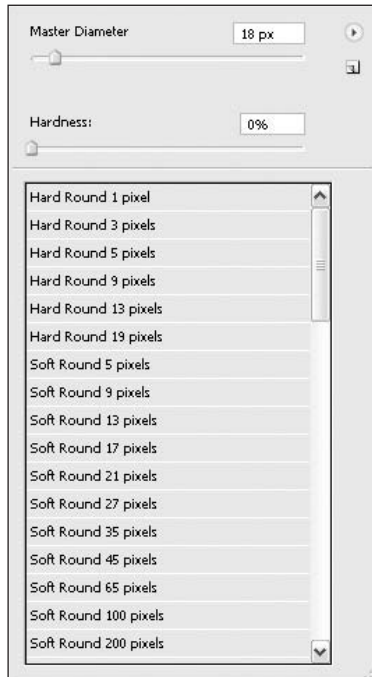 Master Diameter 18 px
Hardness: 0%
Hard Round 1 pixel
Hard Round 3 pixels
Hard Round 5 pixels
Hard Round 9 pixels
Hard Round 13 pixels
Hard Round 19 pixels
Soft Round 5 pixels
Soft Round 9 pixels
Soft Round 13 pixels
Soft Round 17 pixels
Soft Round 21 pixels
Soft Round 27 pixels
Soft Round 35 pixels
Soft Round 45 pixels
Soft Round 65 pixels
Soft Round 100 pixels
Soft Round 200 pixels